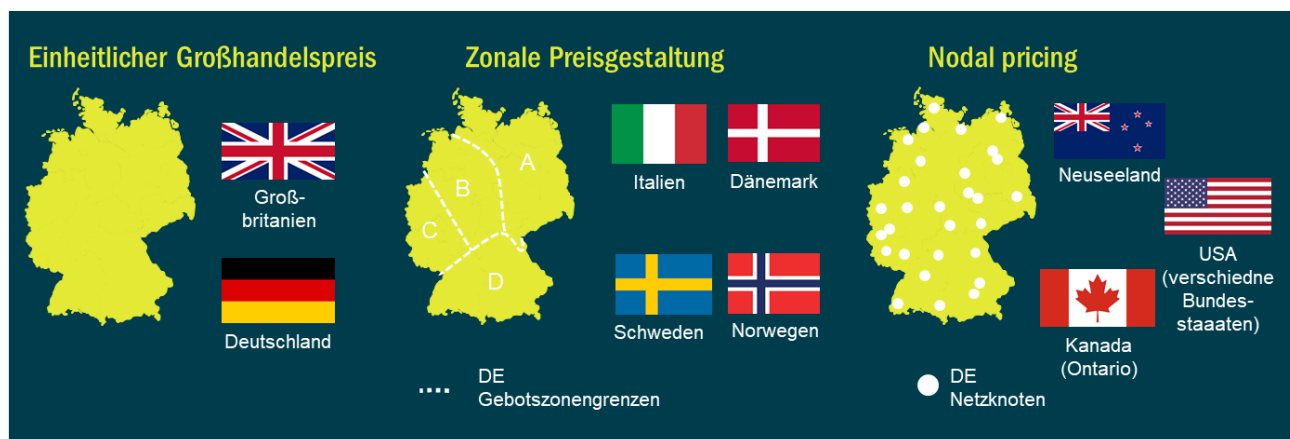 Einheitlicher Großhandelspreis
Groß-
britanien
Deutschland
Zonale Preisgestaltung
A
B
C
D
Italien
Dänemark
Schweden
Norwegen
.... DE
Gebotszonengrenzen
Nodal pricing
Neuseeland
USA
(verschiedne
Bundes-
staaaten)
Kanada
(Ontario)
DE
Netzknoten